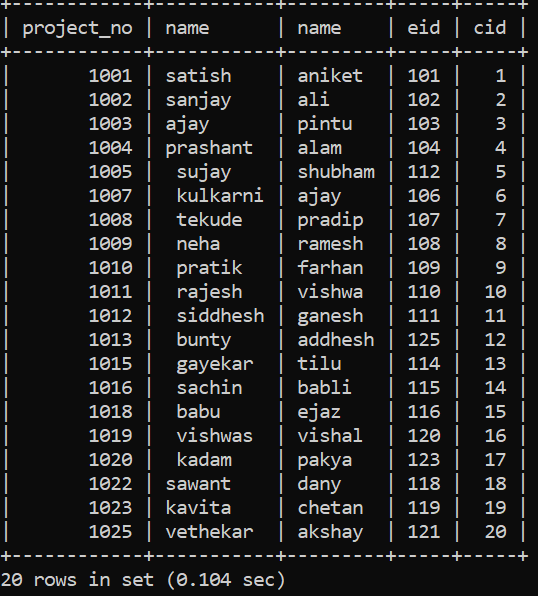 +------------+-----------+---------+-----+-----+
| project_no | name      | name    | eid | cid |
+------------+-----------+---------+-----+-----+
|       1001 | satish    | aniket  | 101 |   1 |
|       1002 | sanjay    | ali     | 102 |   2 |
|       1003 | ajay      | pintu   | 103 |   3 |
|       1004 | prashant  | alam    | 104 |   4 |
|       1005 |  sujay    | shubham | 112 |   5 |
|       1007 |  kulkarni | ajay    | 106 |   6 |
|       1008 |  tekude   | pradip  | 107 |   7 |
|       1009 |  neha     | ramesh  | 108 |   8 |
|       1010 |  pratik   | farhan  | 109 |   9 |
|       1011 |  rajesh   | vishwa  | 110 |  10 |
|       1012 |  siddhesh | ganesh  | 111 |  11 |
|       1013 |  bunty    | addhesh | 125 |  12 |
|       1015 |  gayekar  | tilu    | 114 |  13 |
|       1016 |  sachin   | babli   | 115 |  14 |
|       1018 |  babu     | ejaz    | 116 |  15 |
|       1019 |  vishwas  | vishal  | 120 |  16 |
|       1020 |  kadam    | pakya   | 123 |  17 |
|       1022 | sawant    | dany    | 118 |  18 |
|       1023 | kavita    | chetan  | 119 |  19 |
|       1025 | vethekar  | akshay  | 121 |  20 |
+------------+-----------+---------+-----+-----+
20 rows in set (0.104 sec)